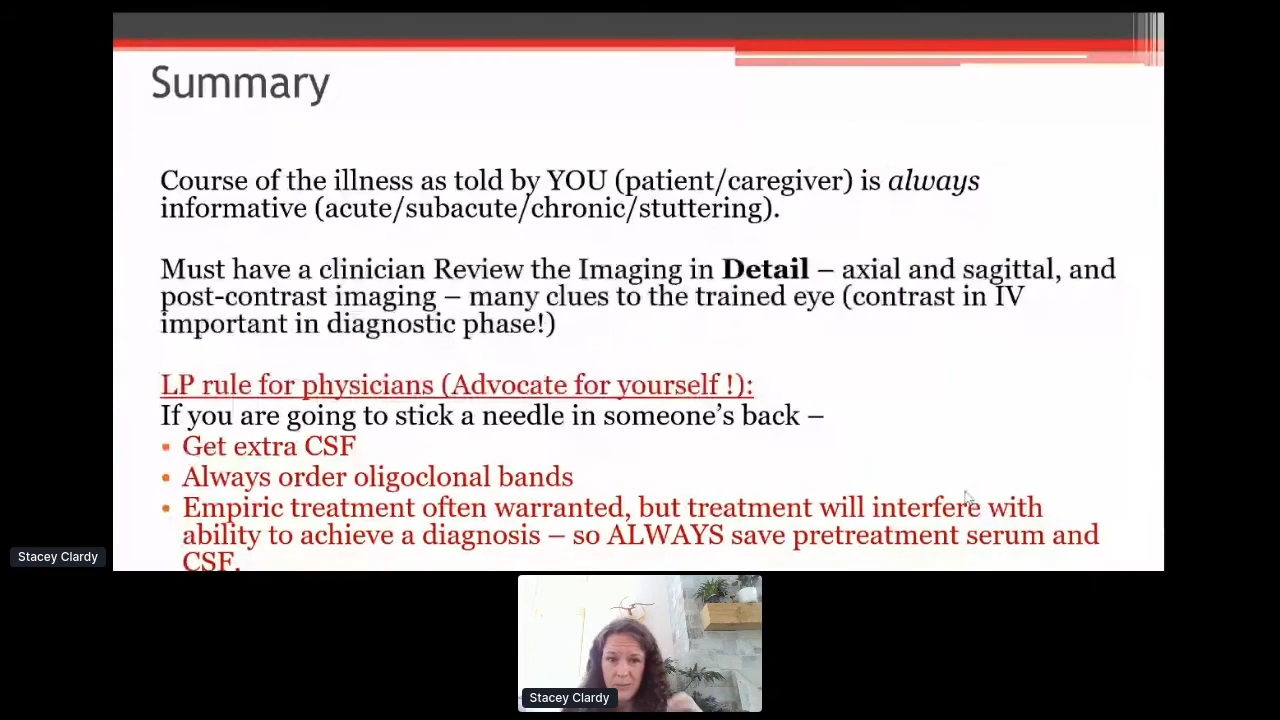 Summary
Course of the illness as told by YOU (patient/caregiver) is always
informative (acute/subacute/chronic/stuttering).
Must have a clinician Review the Imaging in Detail – axial and sagittal, and
post-contrast imaging – many clues to the trained eye (contrast in IV
important in diagnostic phase!)
LP rule for physicians (Advocate for yourself !):
If you are going to stick a needle in someone’s back –
• Get extra CSF
• Always order oligoclonal bands
• Empiric treatment often warranted, but treatment will interfere with
ability to achieve a diagnosis – so ALWAYS save pretreatment serum and
CSF.
Stacey Clardy
Stacey Clardy